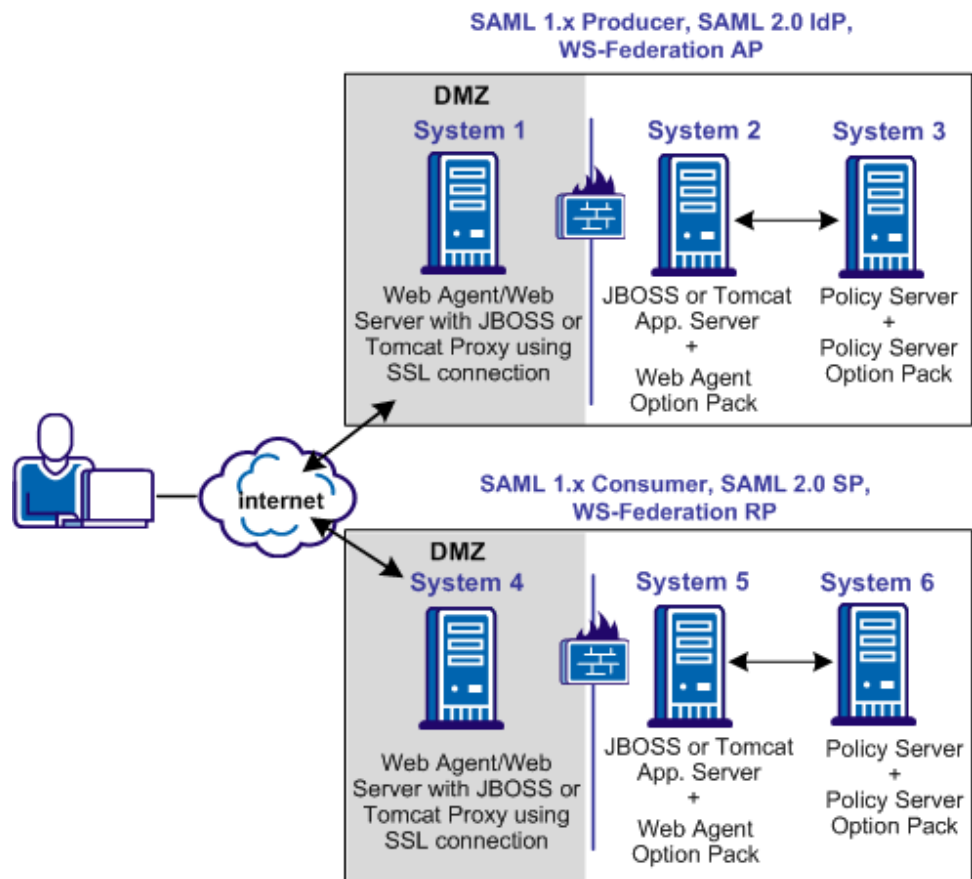 SAML 1.x Producer, SAML 2.0 IdP,
WS-Federation AP
DMZ
System 1
System 2
System 3
Web Agent/Web
Server with JBOSS or
Tomcat Proxy using
SSL connection
JBOSS or Tomcat
App. Server
+
Web Agent
Option Pack
Policy Server
+
Policy Server
Option Pack
internet
SAML 1.x Consumer, SAML 2.0 SP,
WS-Federation RP
DMZ
System 4
System 5
System 6
Web Agent/Web
Server with JBOSS or
Tomcat Proxy using
SSL connection
JBOSS or Tomcat
App. Server
+
Web Agent
Option Pack
Policy Server
+
Policy Server
Option Pack